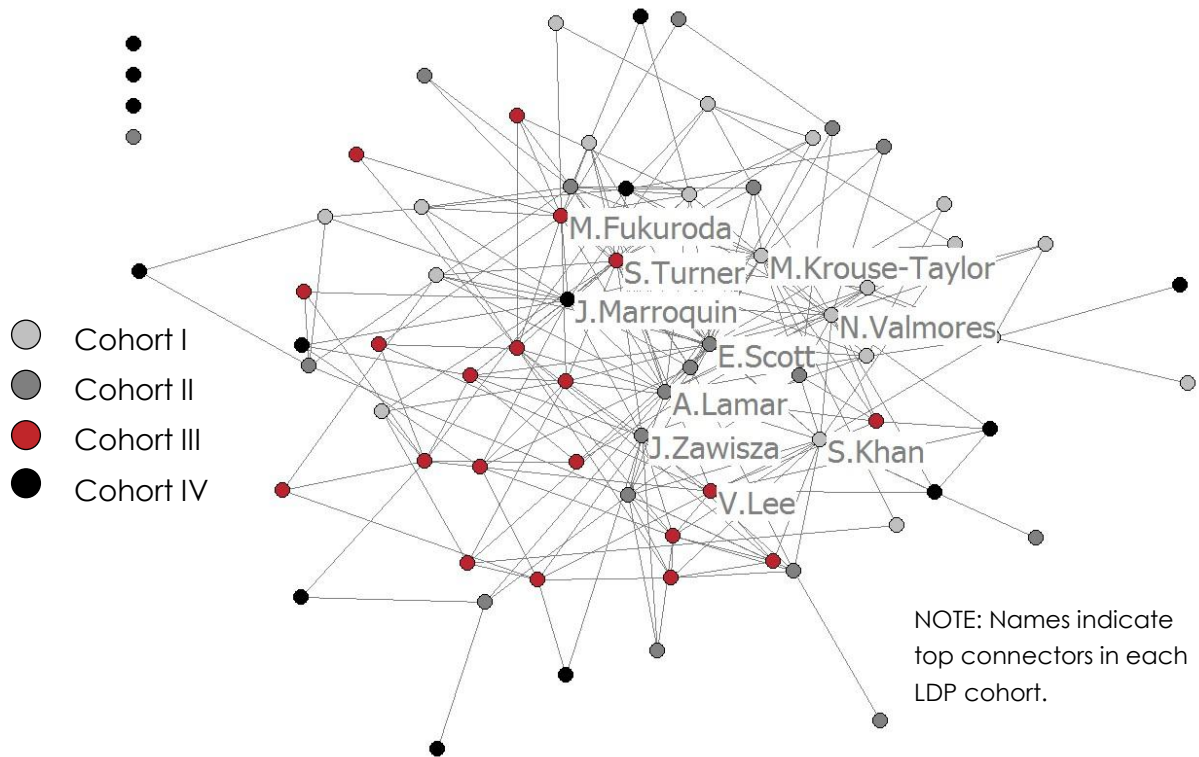 M.Fukuroda
S.Turner
M.Krouse-Taylor
J.Marroquin
N.Valmores
E.Scott
A.Lamar
J.Zawisza
S.Khan
V.Lee
Cohort I
Cohort II
Cohort III
Cohort IV
NOTE: Names indicate
top connectors in each
LDP cohort.